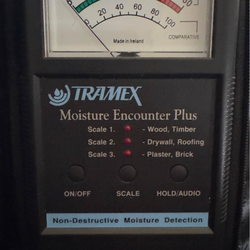 20 40 60 80 100
COMPARATIVE
Made in Ireland
TRAMEX
Moisture Encounter Plus
Scale 1. - Wood, Timber
Scale 2. - Drywall, Roofing
Scale 3. - Plaster, Brick
ON/OFF SCALE HOLD/AUDIO
Non-Destructive Moisture Detection